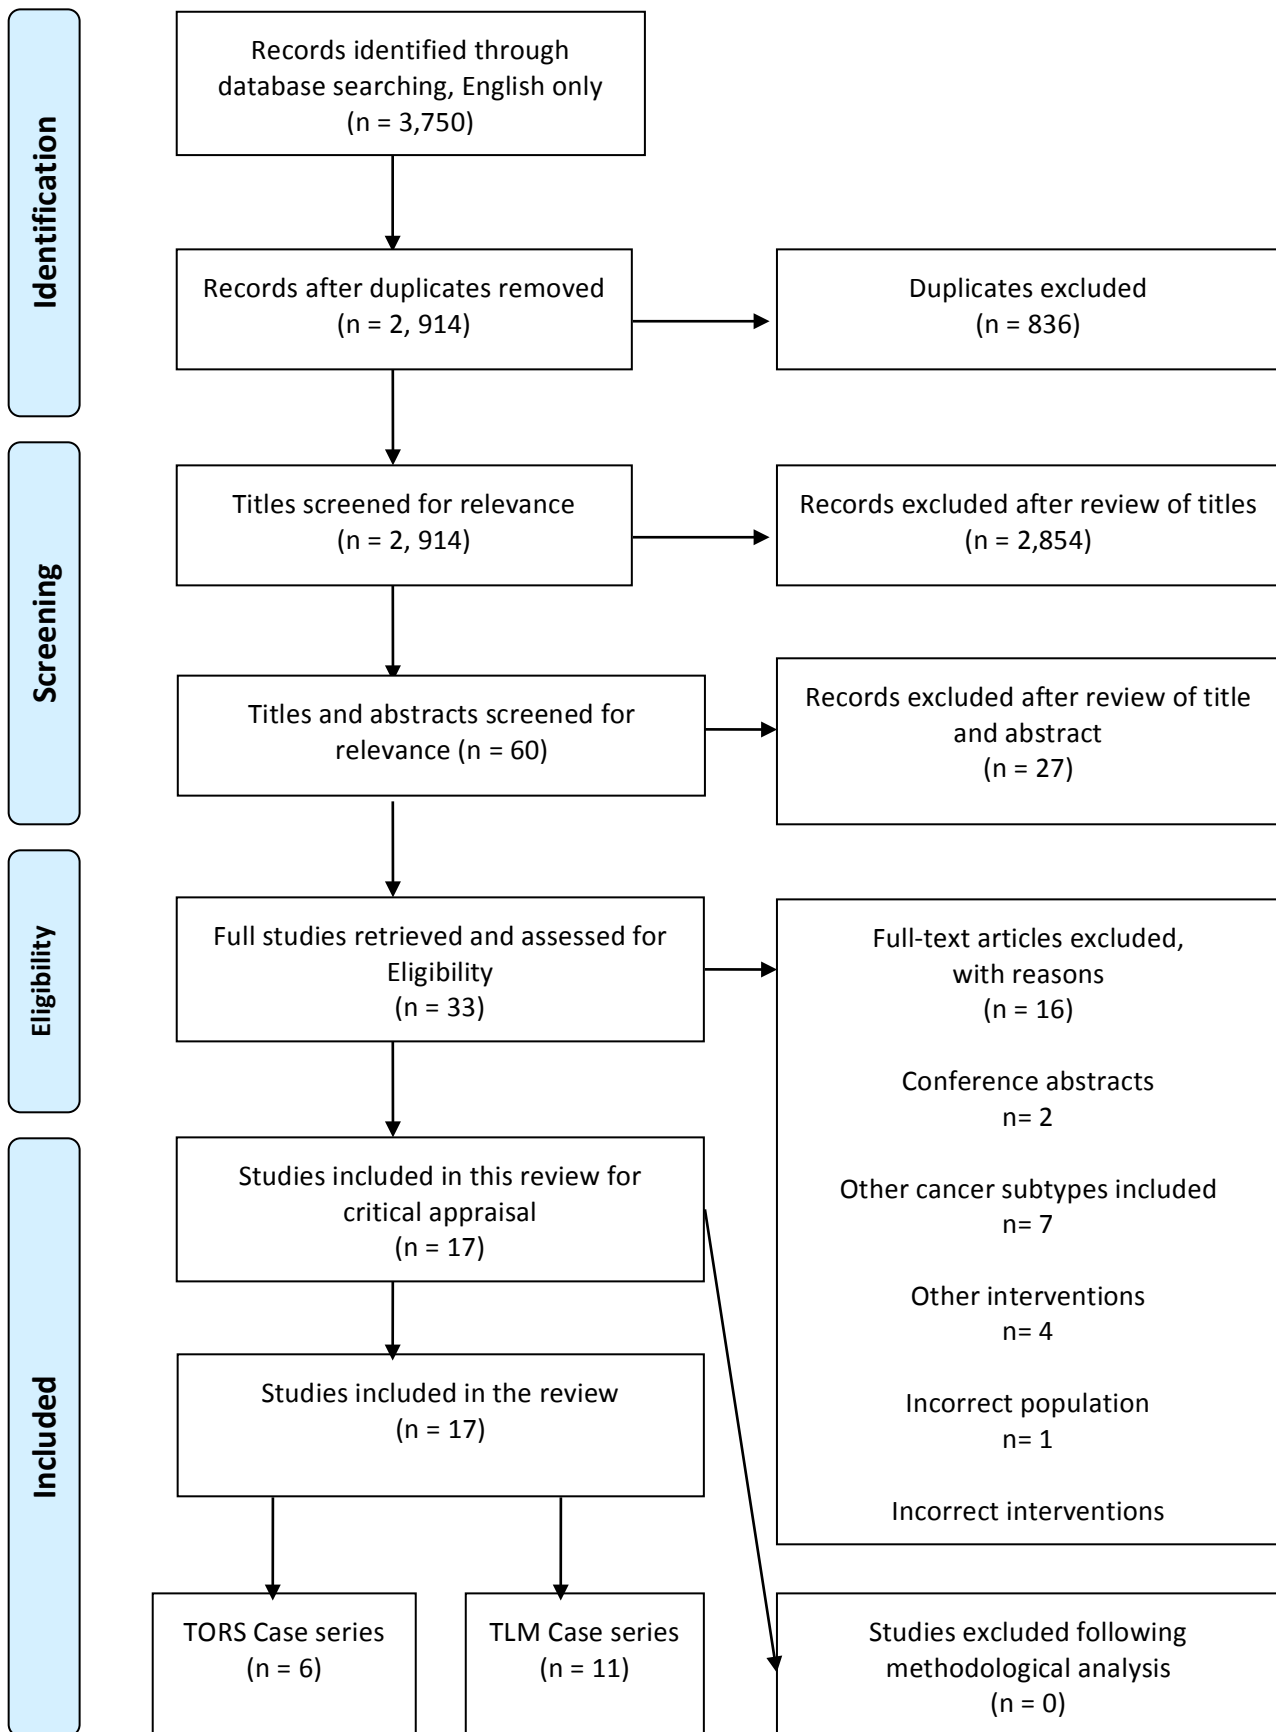 Identification
Records identified through
database searching, English only
(n = 3,750)
Records after duplicates removed
(n = 2, 914)
Duplicates excluded
(n = 836)
Screening
Titles screened for relevance
(n = 2, 914)
Records excluded after review of titles
(n = 2,854)
Titles and abstracts screened for
relevance (n = 60)
Records excluded after review of title
and abstract
(n = 27)
Eligibility
Full studies retrieved and assessed for
Eligibility
(n = 33)
Full-text articles excluded,
with reasons
(n = 16)
Conference abstracts
n= 2
Other cancer subtypes included
n= 7
Other interventions
n= 4
Incorrect population
n= 1
Incorrect interventions
Included
Studies included in this review for
critical appraisal
(n = 17)
Studies included in the review
(n = 17)
TORS Case series
(n = 6)
TLM Case series
(n = 11)
Studies excluded following
methodological analysis
(n = 0)